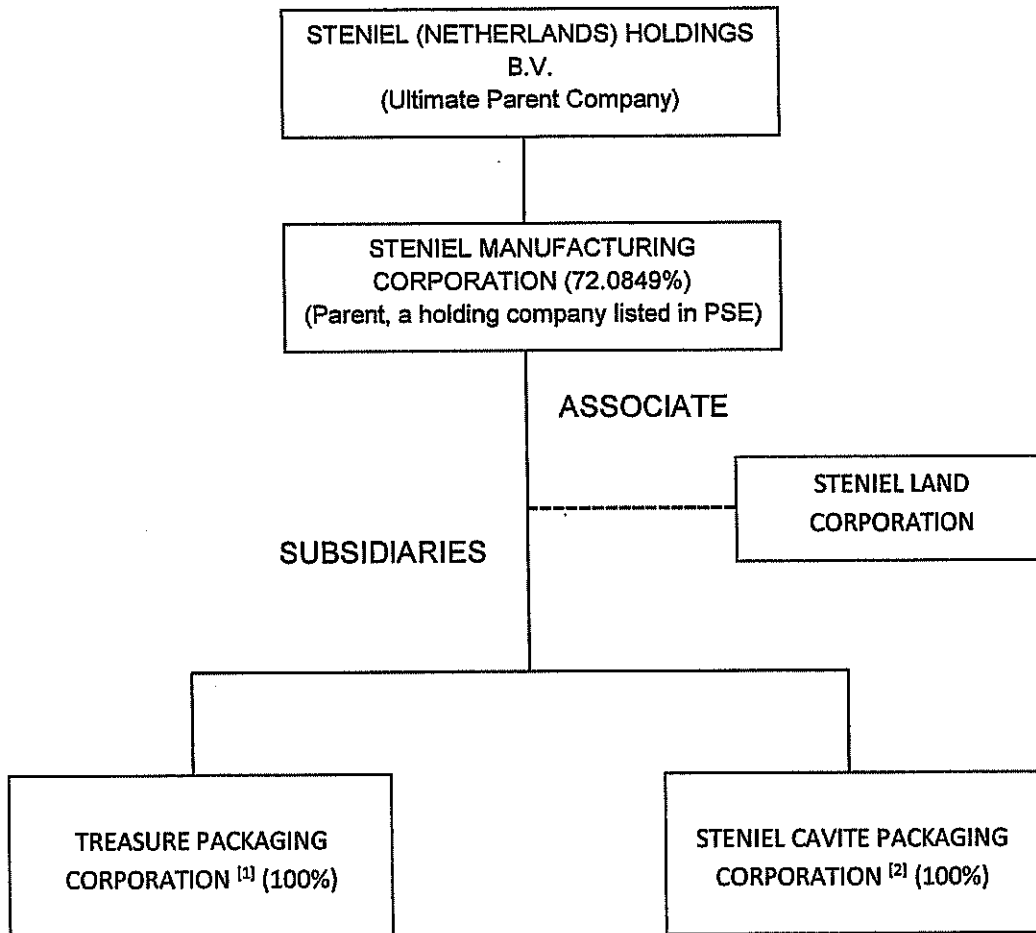 STENIEL (NETHERLANDS) HOLDINGS
B.V.
(Ultimate Parent Company)
STENIEL MANUFACTURING
CORPORATION (72.0849%)
(Parent, a holding company listed in PSE)
ASSOCIATE
STENIEL LAND
CORPORATION
SUBSIDIARIES
TREASURE PACKAGING
CORPORATION [1] (100%)
STENIEL CAVITE PACKAGING
CORPORATION [2] (100%)